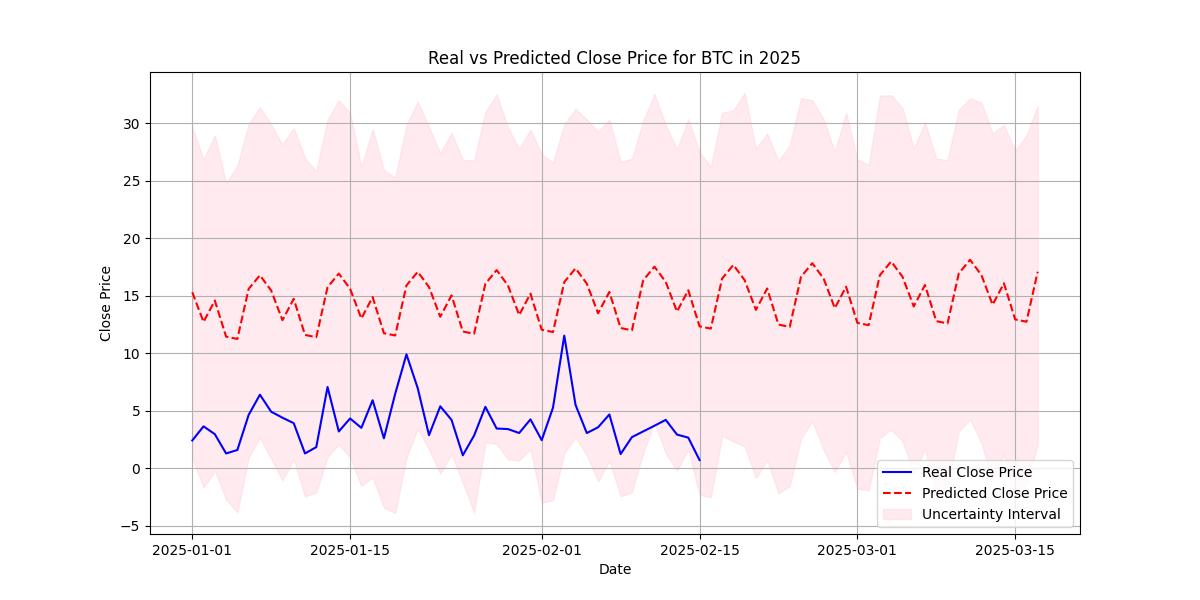 Real vs Predicted Close Price for BTC in 2025
Close Price
30
25
20
15
10
5
0
−5
Real Close Price
Predicted Close Price
Uncertainty Interval
2025-01-01 2025-01-15 2025-02-01 2025-02-15 2025-03-01 2025-03-15
Date